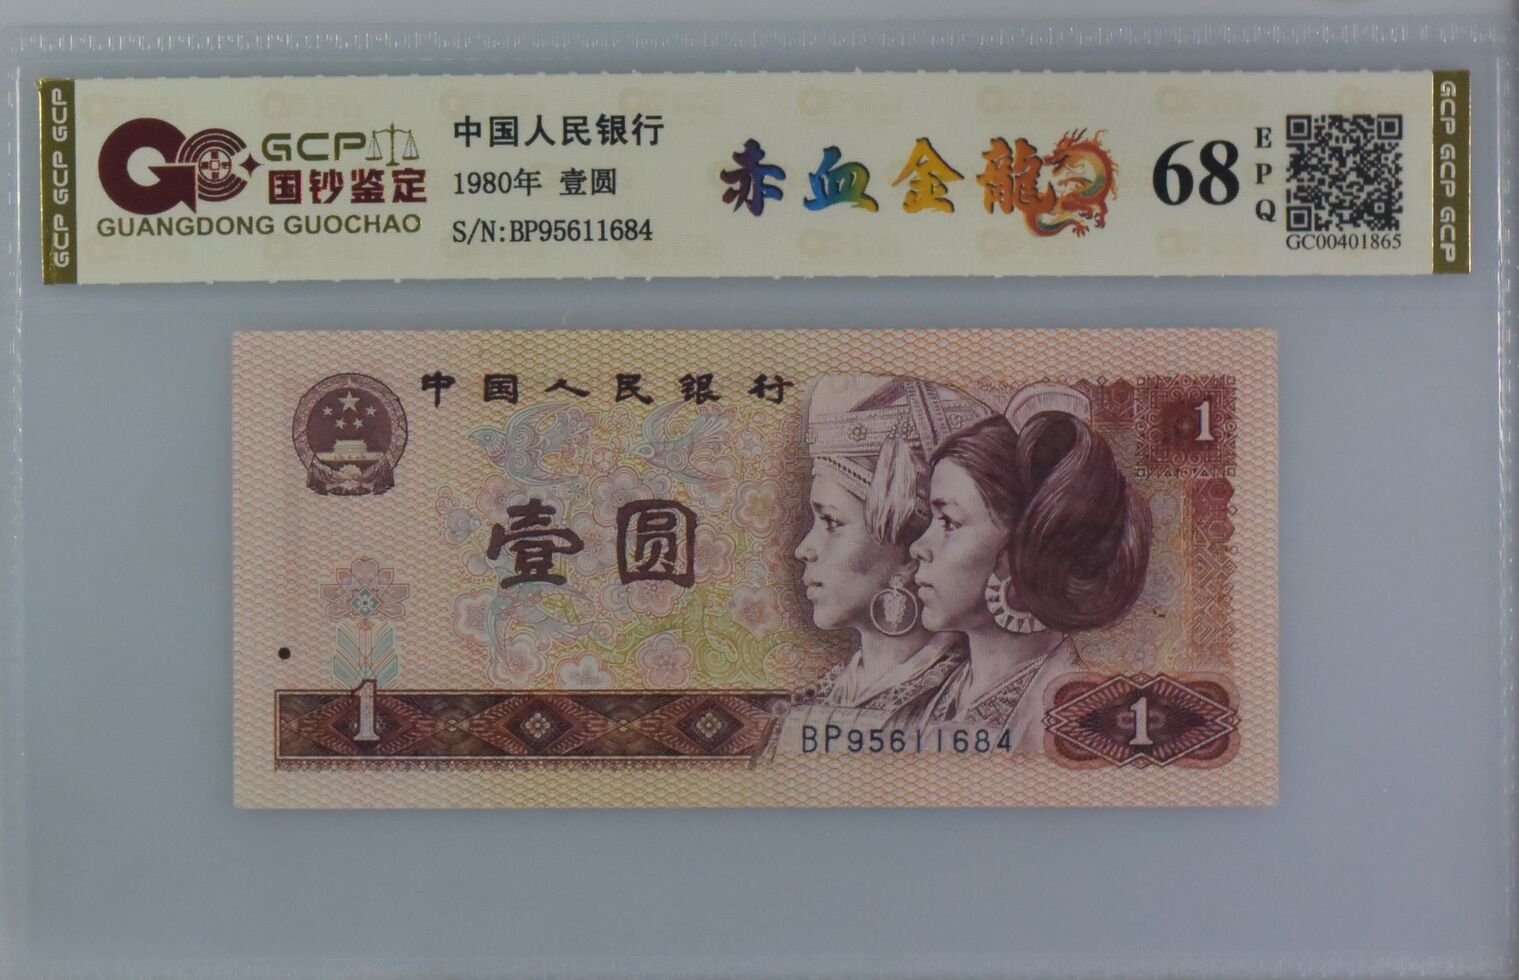 GCP GCP GCP
GCP
国钞鉴定
GUANGDONG GUOCHAO
中国人民银行
1980年 壹圆
S/N:BP95611684
赤血金龍
68
EPQ
GC00401865
GCP GCP GCP
中国人民银行
1
壹圆
1
BP95611684
1